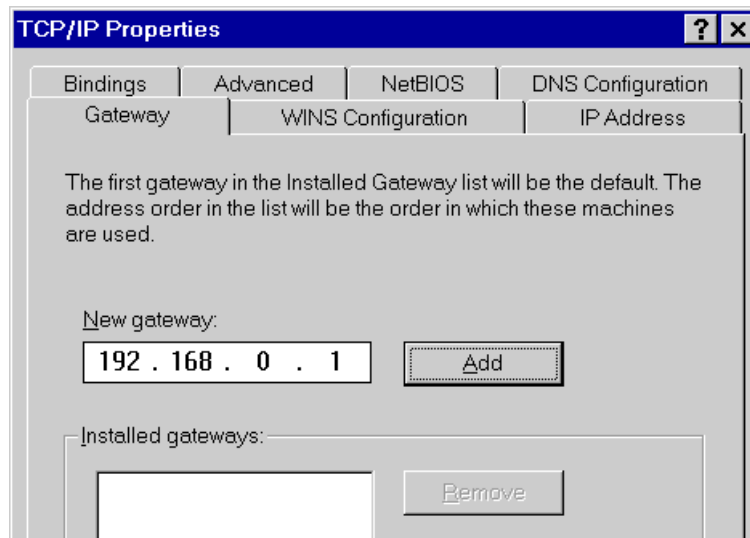 TCP/IP Properties
? ×
Bindings Advanced NetBIOS DNS Configuration
Gateway WINS Configuration IP Address
The first gateway in the Installed Gateway list will be the default. The
address order in the list will be the order in which these machines
are used.
New gateway:
192 . 168 . 0 . 1 Add
Installed gateways:
Remove